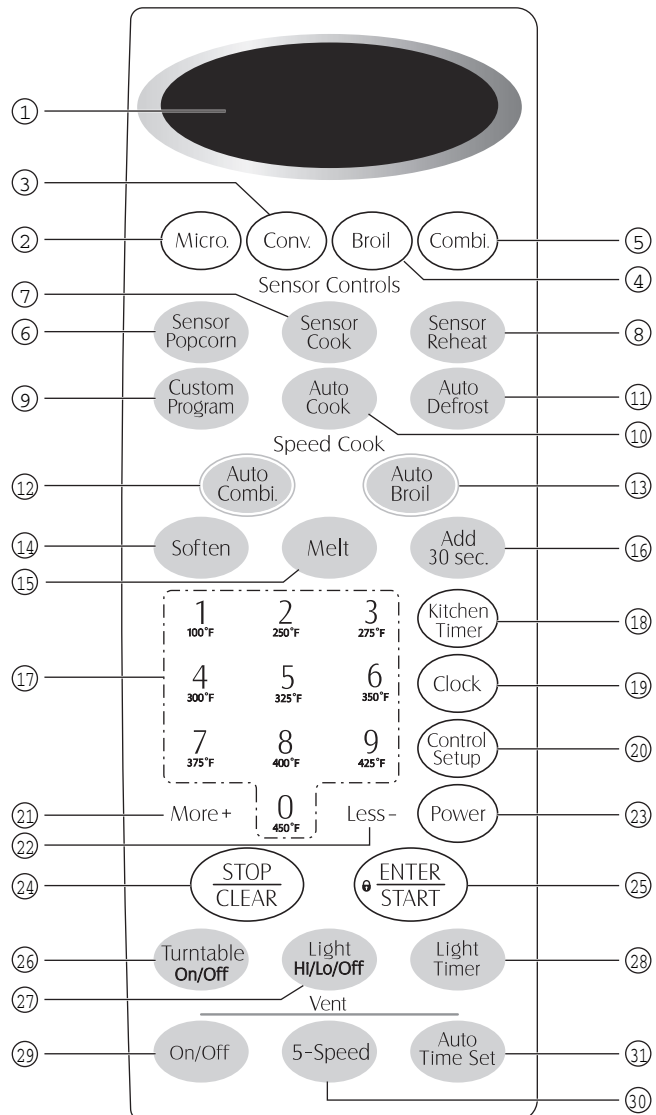 ①
③
② Micro. Conv. Broil Combi. ⑤
④
Sensor Controls
⑦
⑥ Sensor Popcorn Sensor Cook Sensor Reheat ⑧
⑨ Custom Program Auto Cook Auto Defrost ⑪
⑩
Speed Cook
⑫ Auto Combi. Auto Broil ⑬
⑭ Soften Melt Add 30 sec. ⑯
⑮
1 2 3 Kitchen Timer ⑱
100°F 250°F 275°F
⑰ 4 5 6 Clock ⑲
300°F 325°F 350°F
7 8 9 Control Setup ⑳
375°F 400°F 425°F
㉑ More+ 0 Less- Power ㉓
450°F
㉒
㉔ STOP CLEAR ENTER START ㉕
㉖ Turntable On/Off Light Hi/Lo/Off Light Timer ㉘
㉗
Vent
㉙ On/Off 5-Speed Auto Time Set ㉛
㉚